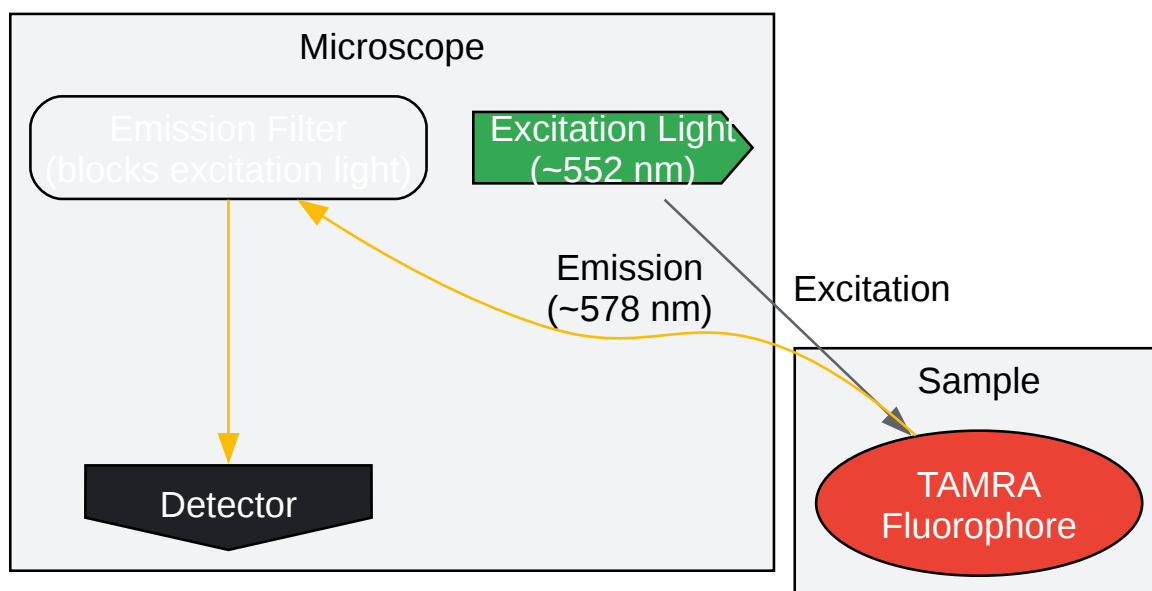 Microscope
Emission Filter
(blocks excitation light)
Excitation Light
(~552 nm)
Emission
(~578 nm)
Excitation
Sample
Detector
TAMRA
Fluorophore